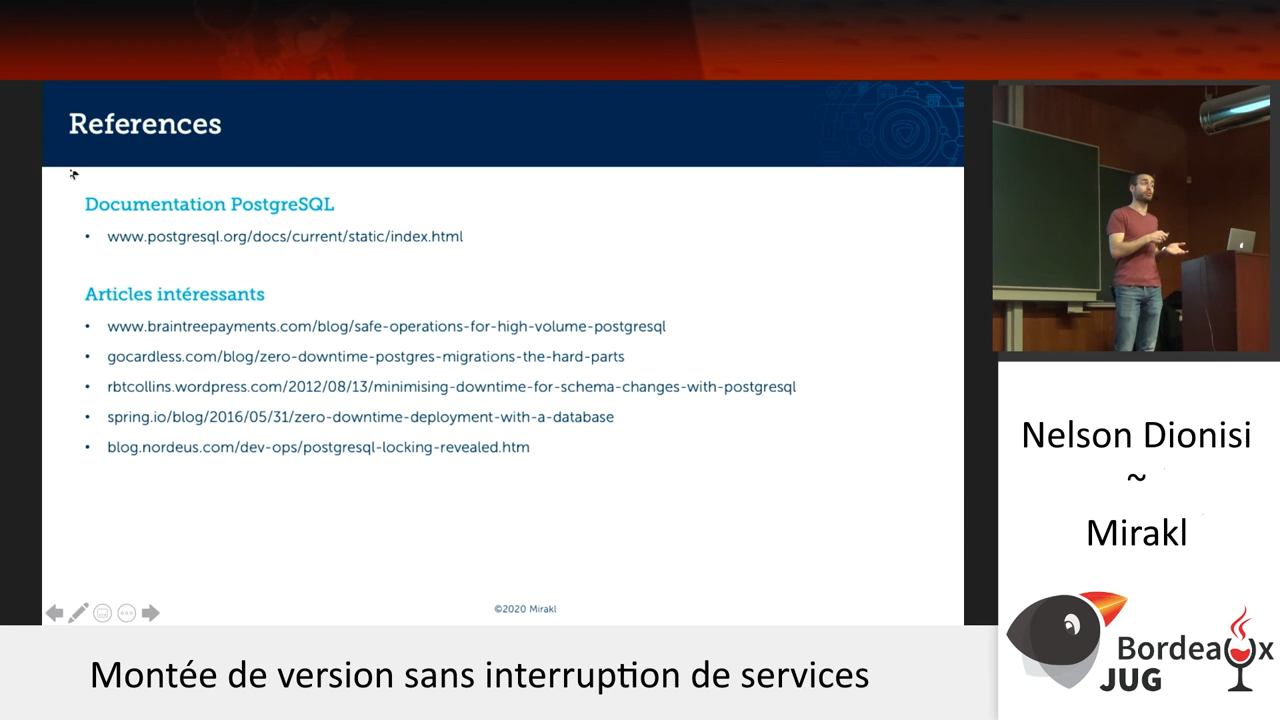 References
Documentation PostgreSQL
• www.postgresql.org/docs/current/static/index.html
Articles intéressants
• www.braintreepayments.com/blog/safe-operations-for-high-volume-postgresql
• gocardless.com/blog/zero-downtime-postgres-migrations-the-hard-parts
• rbtcollins.wordpress.com/2012/08/13/minimising-downtime-for-schema-changes-with-postgresql
• spring.io/blog/2016/05/31/zero-downtime-deployment-with-a-database
• blog.nordeus.com/dev-ops/postgresql-locking-revealed.htm
©2020 Mirakl
Nelson Dionisi
~
Mirakl
Bordeaux
JUG
Montée de version sans interruption de services